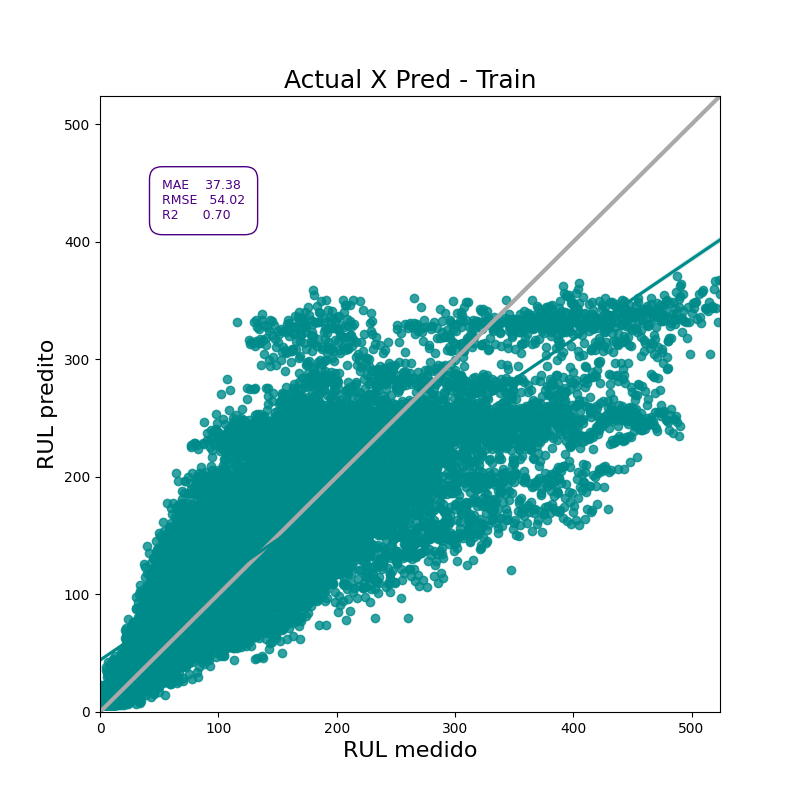 Actual X Pred - Train
500
400
300
200
100
0
MAE 37.38
RMSE 54.02
R2 0.70
RUL predito
0 100 200 300 400 500
RUL medido